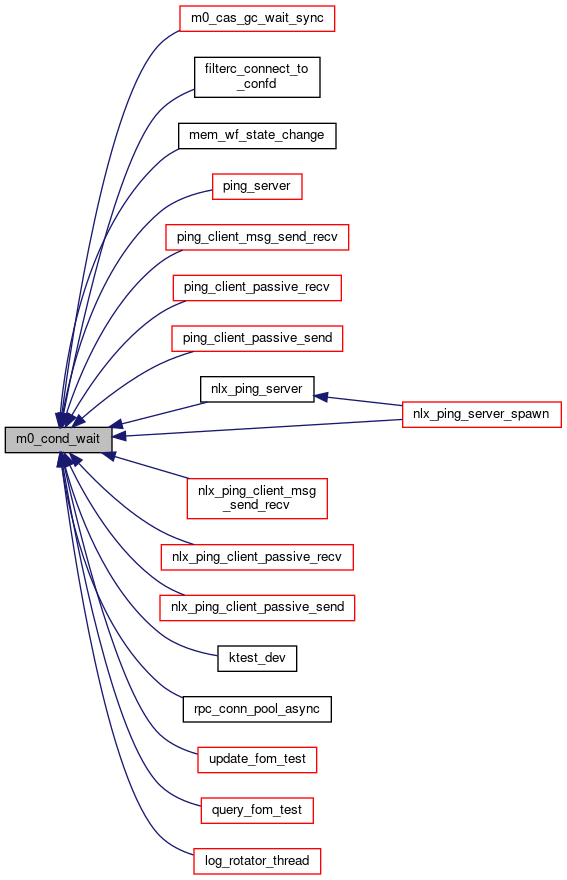 m0_cas_gc_wait_sync
filterc_connect_to
_confd
mem_wf_state_change
ping_server
ping_client_msg_send_recv
ping_client_passive_recv
ping_client_passive_send
nlx_ping_server
nlx_ping_server_spawn
m0_cond_wait
nlx_ping_client_msg
_send_recv
nlx_ping_client_passive_recv
nlx_ping_client_passive_send
ktest_dev
rpc_conn_pool_async
update_fom_test
query_fom_test
log_rotator_thread